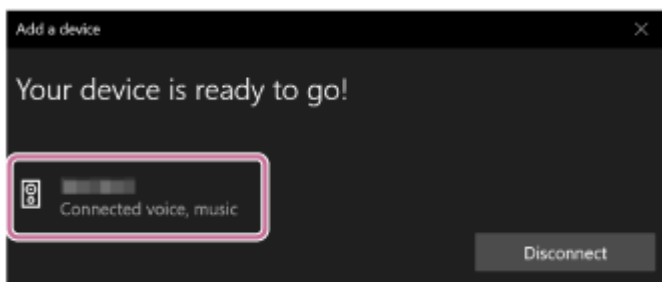 Add a device
Your device is ready to go!
Connected voice, music
Disconnect